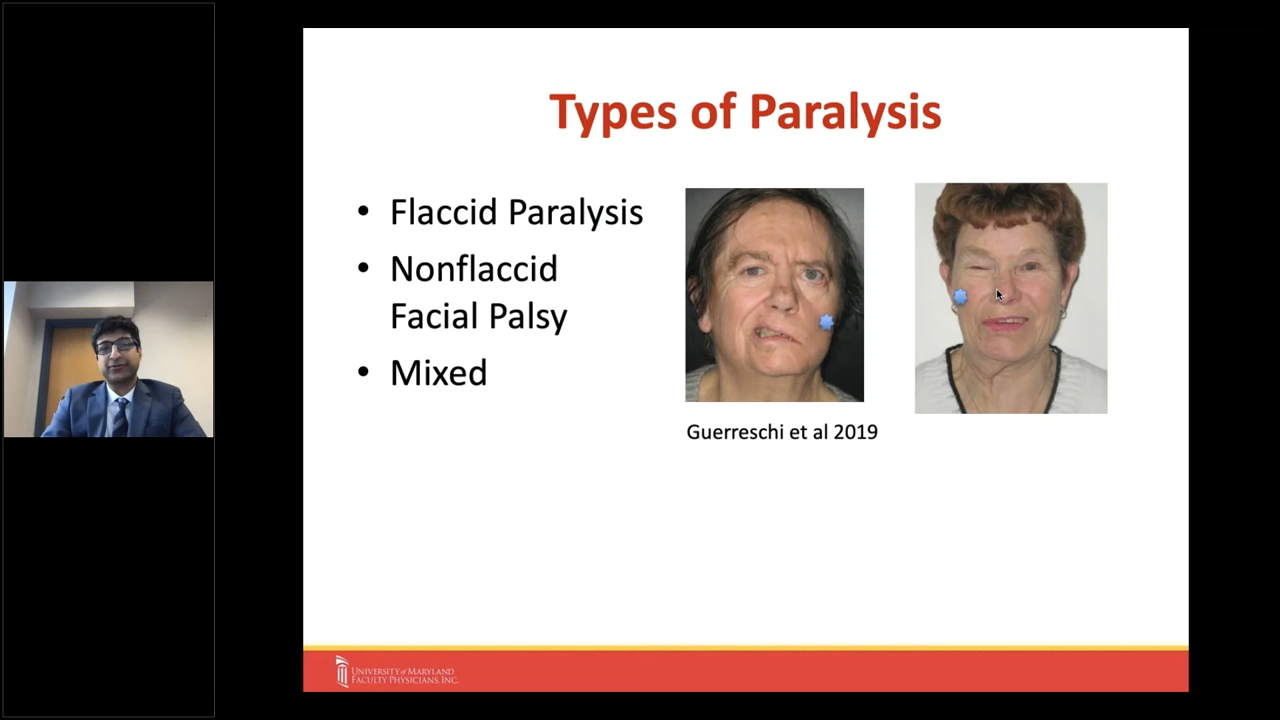 Types of Paralysis
• Flaccid Paralysis
• Nonflaccid
Facial Palsy
• Mixed
Guerreschi et al 2019
UNIVERSITY of MARYLAND
FACULTY PHYSICIANS, INC.